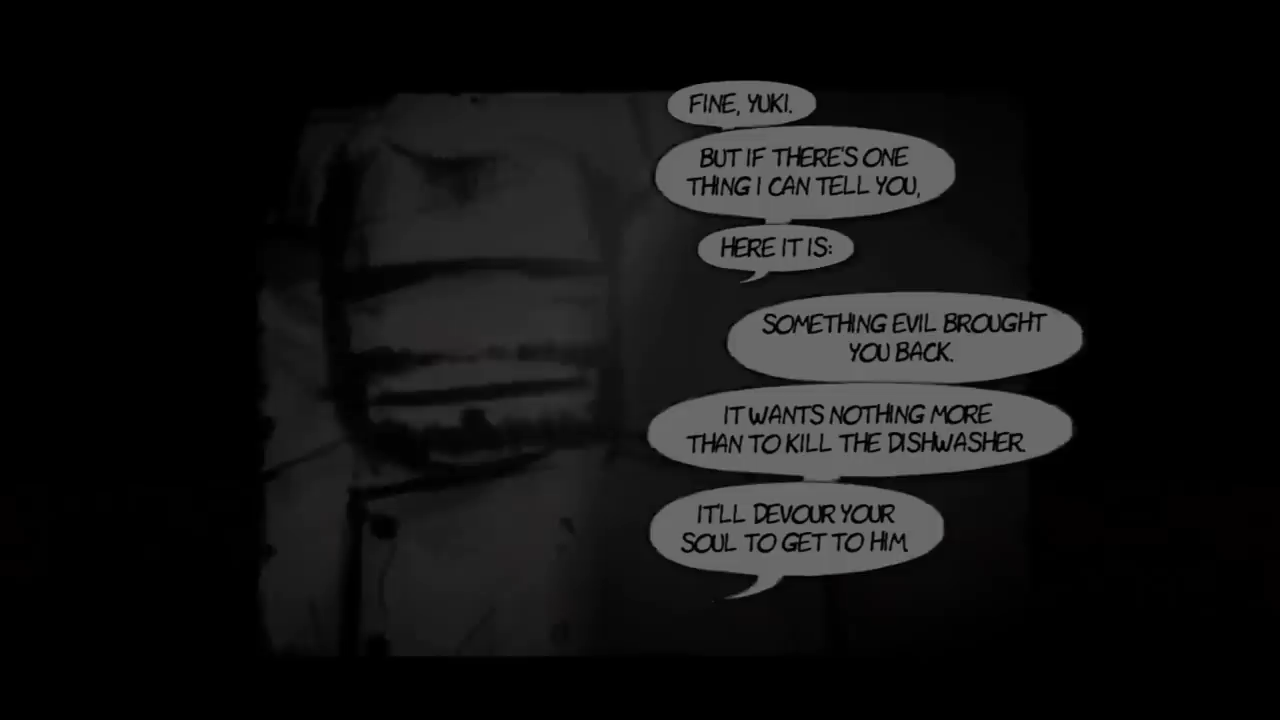 FINE, YUKI.
BUT IF THERE'S ONE
THING I CAN TELL YOU,
HERE IT IS:
SOMETHING EVIL BROUGHT
YOU BACK.
IT WANTS NOTHING MORE
THAN TO KILL THE DISHWASHER.
IT'LL DEVOUR YOUR
SOUL TO GET TO HIM.